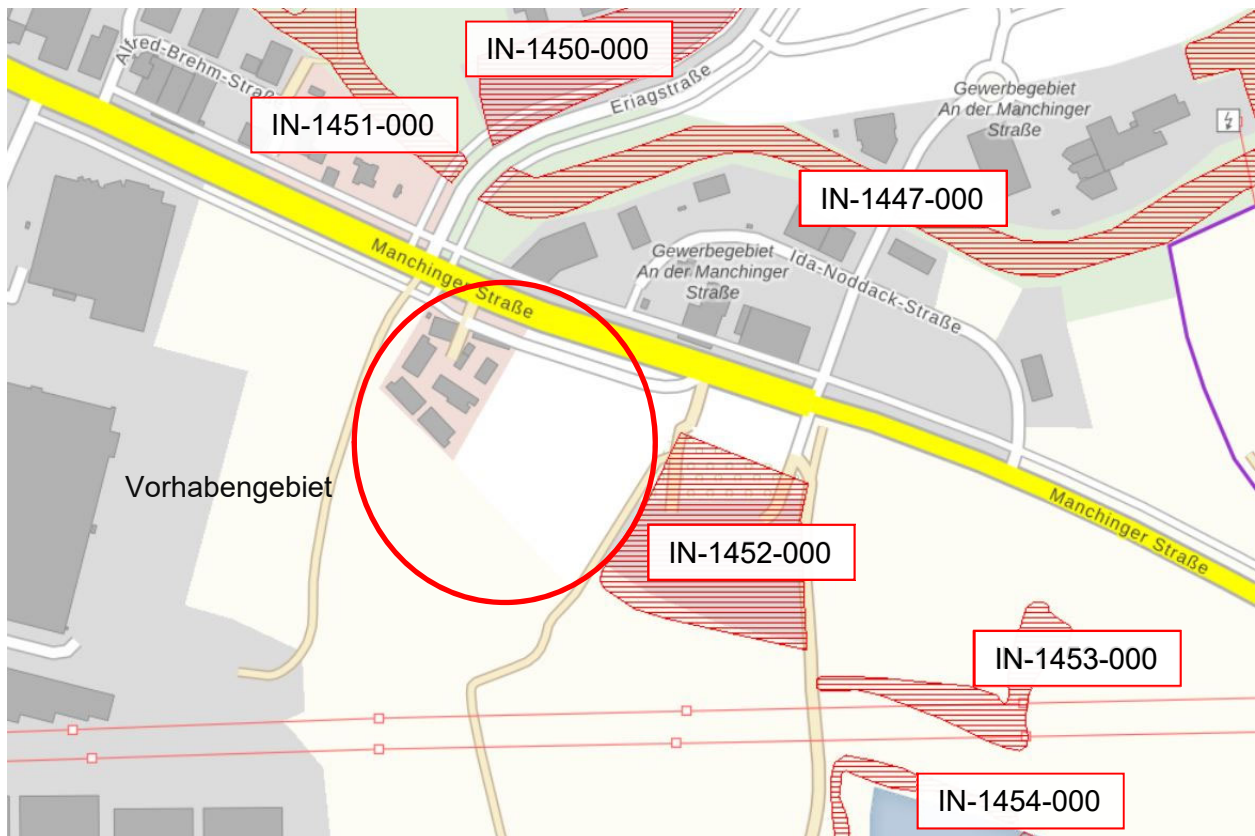 IN-1450-000
Alfred-Brehm-Straß
Eriagstraße
IN-1451-000
Gewerbegebiet
An der Manchinger
Straße
IN-1447-000
Manchinger Straße
Gewerbegebiet
An der Manchinger
Straße
Ida-Noddack-Straße
Vorhabengebiet
Manchinger Straße
IN-1452-000
IN-1453-000
IN-1454-000